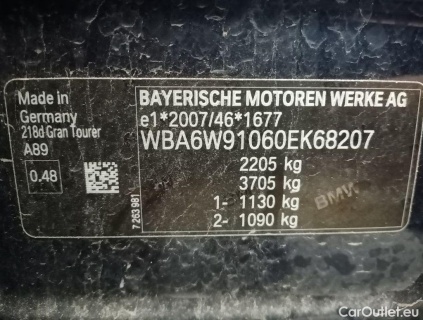 Made in
Germany
218d Gran Tourer
A89
0.48
7 263 981
BAYERISCHE MOTOREN WERKE AG
e1*2007/46*1677
WBA6W91060EK68207
2205 kg
3705 kg
1- 1130 kg
2- 1090 kg
BMW
CarOutlet.eu